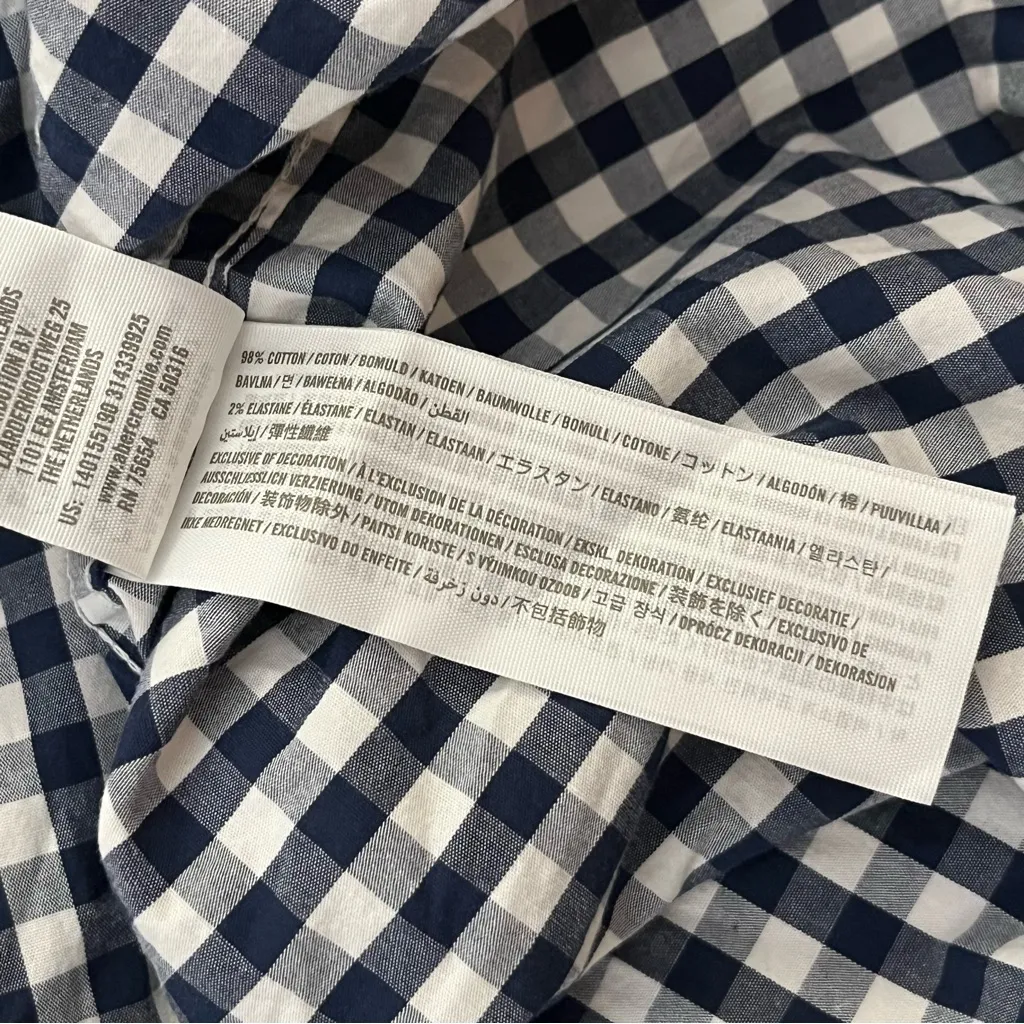 LANDS
THION B.V.
LANDERHOOGTWEG 25
1101 EB AMSTERDAM
THE NETHERLANDS
US: 140155190 314339925
www.abercrombie.com
RN 75654 CA 50316
98% COTTON / COTON / BOMULD / KATOEN / BAUMWOLLE / BOMULL / COTONE / コットン / ALGODÓN / 棉 / PUUVILLAA /
BAVLNA / 면 / BAWEŁNA / ALGODÃO / القطن
2% ELASTANE / ÉLASTANE / ELASTAN / ELASTAAN / エラスタン / ELASTANO / 氨纶 / ELASTAANIA / 엘라스탄 /
إيلاستين / 彈性纖維
EXCLUSIVE OF DECORATION / À L'EXCLUSION DE LA DÉCORATION / EKSKL. DEKORATION / EXCLUSIEF DECORATIE /
AUSSCHLIESSLICH VERZIERUNG / UTOM DEKORATIONEN / ESCLUSA DECORAZIONE / 装飾を除く / EXCLUSIVO DE
DECORACIÓN / 装饰物除外 / PAITSI KORISTE / S VÝJIMKOU OZDOB / 고급 장식 / OPRÓCZ DEKORACJI / DEKORASJON
IKKE MEDREGNET / EXCLUSIVO DO ENFEITE / دون زخرفة / 不包括飾物